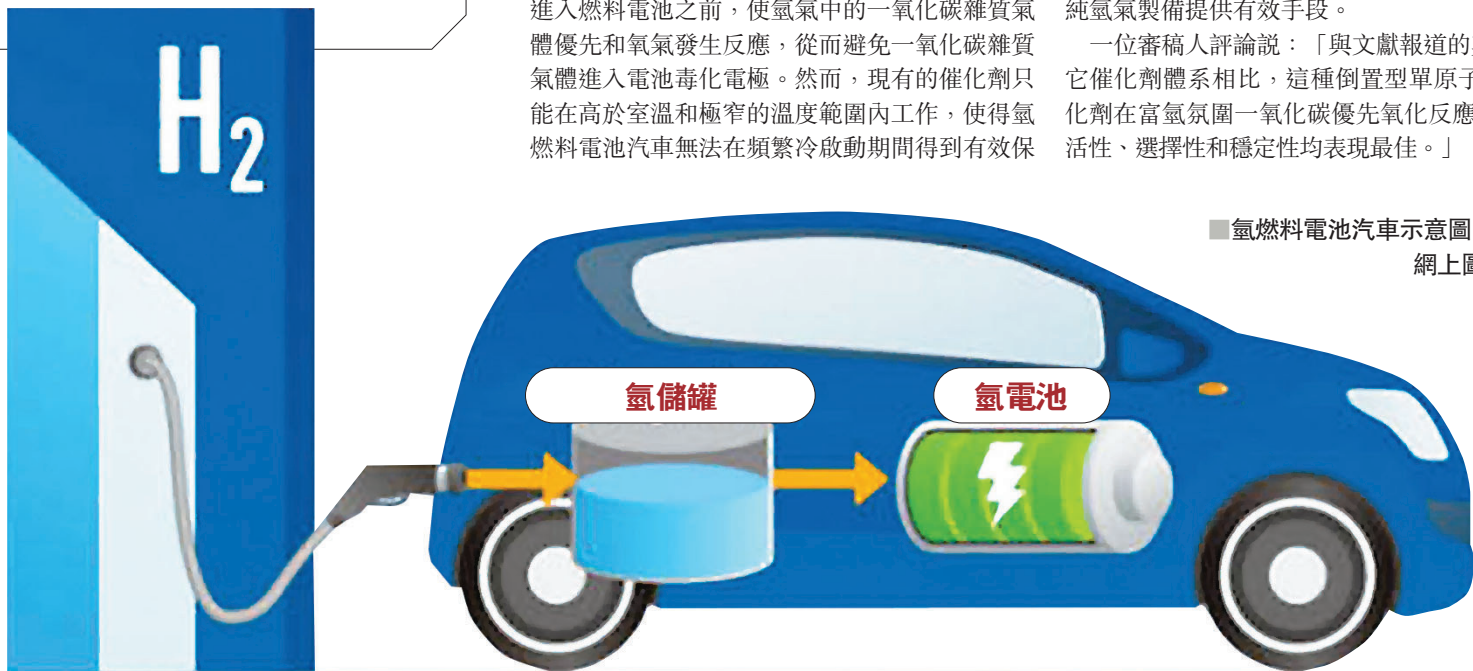 H2
進入燃料電池之前，使氫氣中的一氧化碳雜質氣
體優先和氧氣發生反應，從而避免一氧化碳雜質
氣體進入電池毒化電極。然而，現有的催化劑只
能在高於室溫和極窄的溫度範圍內工作，使得氫
燃料電池汽車無法在頻繁冷啟動期間得到有效保
純氫氣製備提供有效手段。
一位審稿人評論説：「與文獻報道的
它催化劑體系相比，這種倒置型單原子
化劑在富氫氛圍一氧化碳優先氧化反應
活性、選擇性和穩定性均表現最佳。」
■氫燃料電池汽車示意圖
網上圖
氫儲罐
氫電池